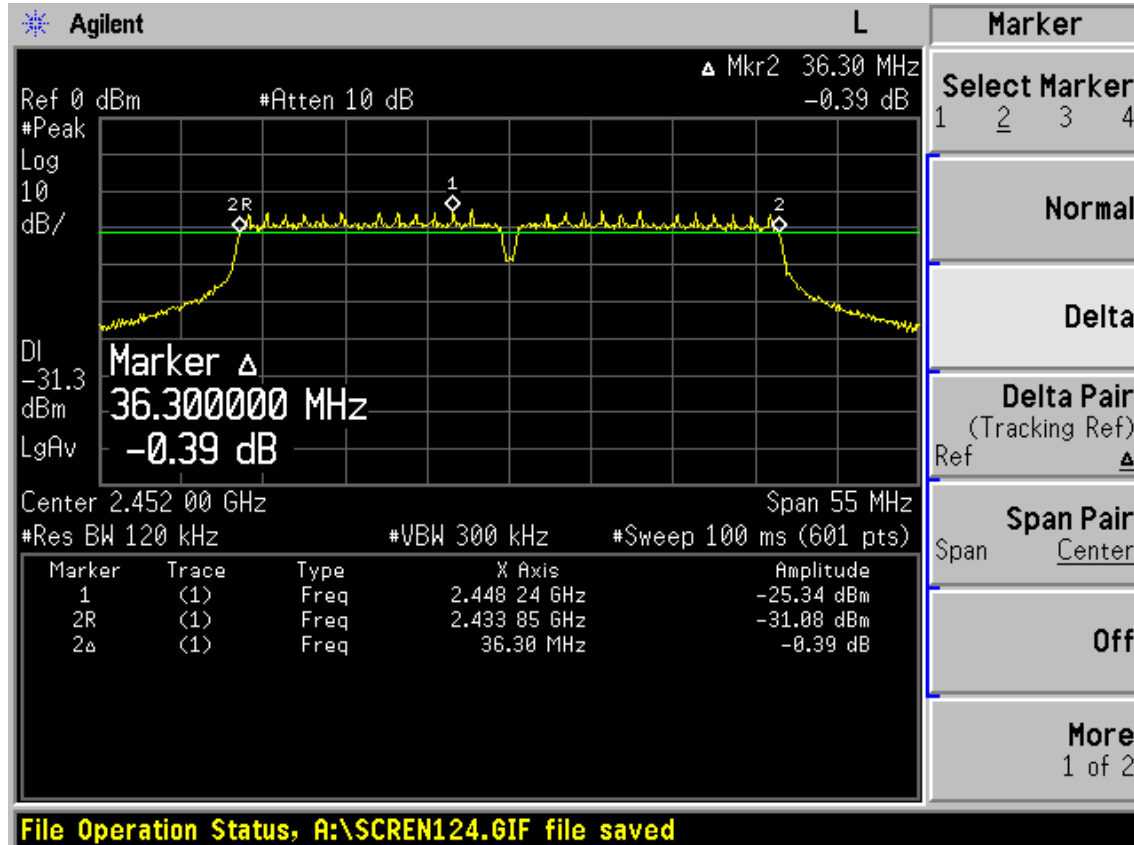 Agilent
L
Marker
Δ Mkr2 36.30 MHz
Ref 0 dBm #Atten 10 dB -0.39 dB
#Peak
Log
10
dB/
1
2R
2
DI
-31.3
dBm
LgAv
Marker Δ
36.300000 MHz
-0.39 dB
Center 2.452 00 GHz Span 55 MHz
#Res BW 120 kHz #VBW 300 kHz #Sweep 100 ms (601 pts)
Marker Trace Type X Axis Amplitude
1 (1) Freq 2.448 24 GHz -25.34 dBm
2R (1) Freq 2.433 85 GHz -31.08 dBm
2Δ (1) Freq 36.30 MHz -0.39 dB
Select Marker
1 2 3 4
Normal
Delta
Delta Pair
(Tracking Ref)
Ref Δ
Span Pair
Span Center
Off
More
1 of 2
File Operation Status, A:\SCREN124.GIF file saved